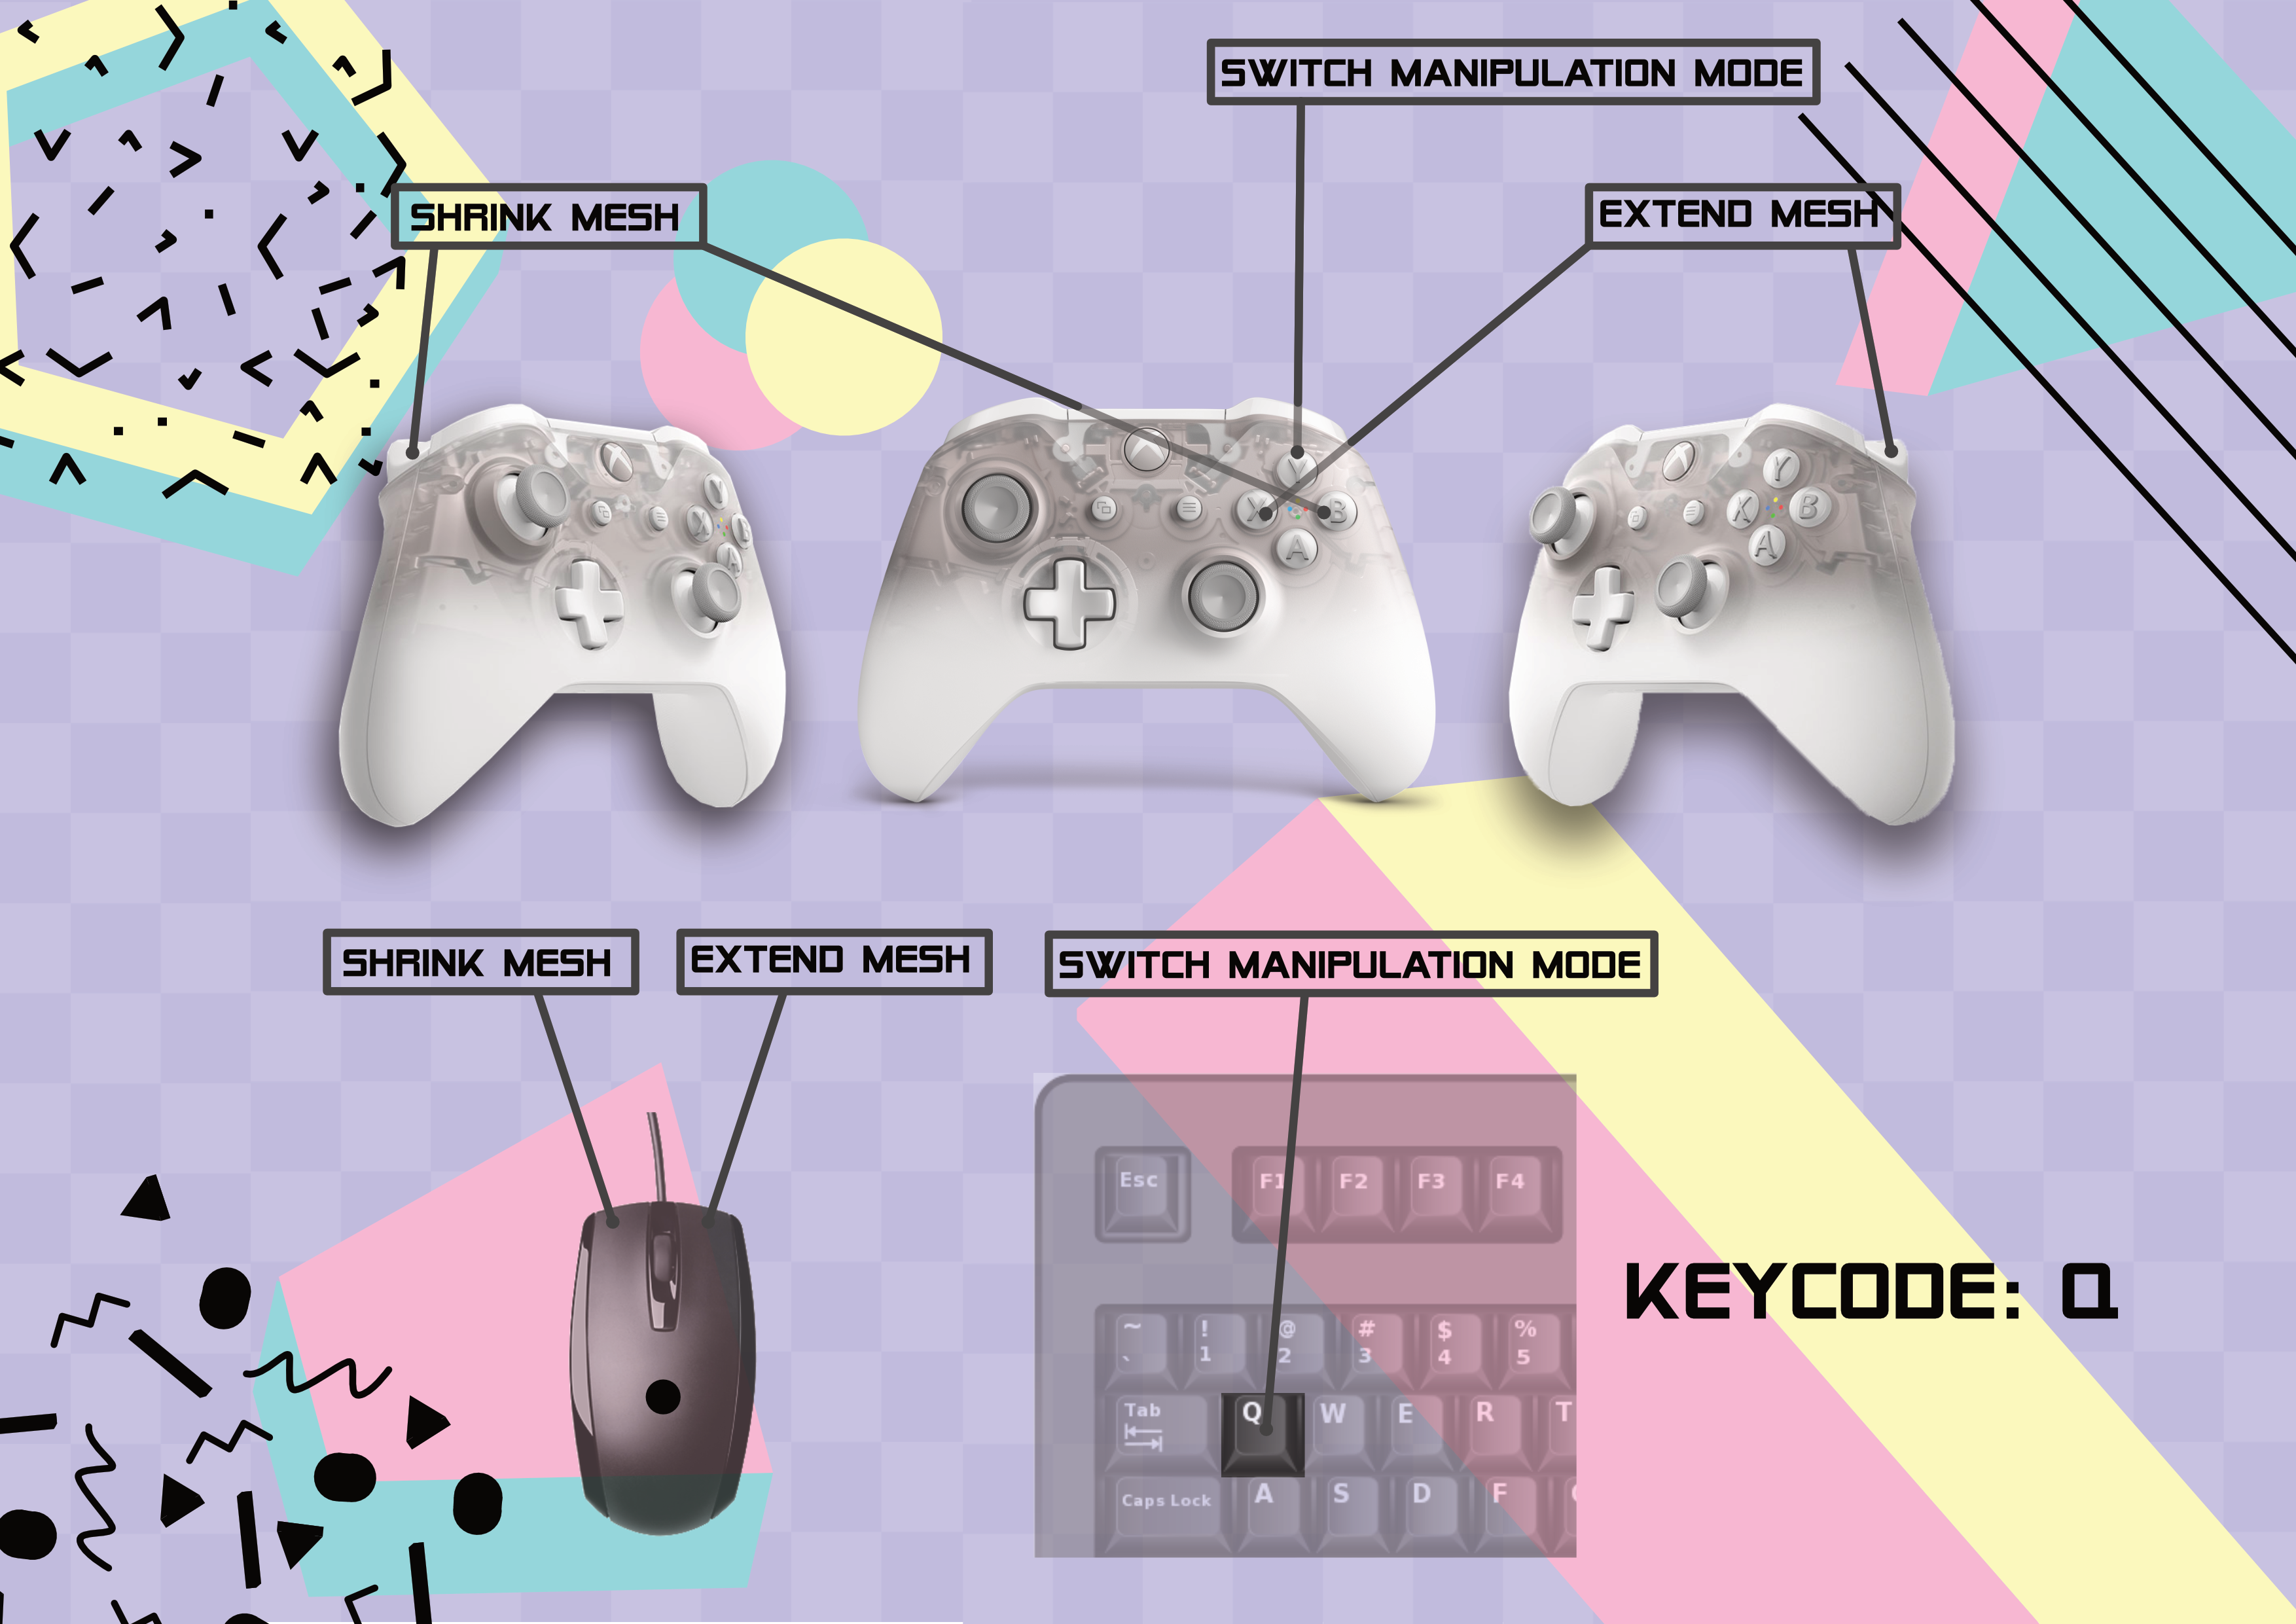 SWITCH MANIPULATION MODE
SHRINK MESH
EXTEND MESH
Y
X
B
A
Y
X B
A
Y
X B
A
SHRINK MESH
EXTEND MESH
SWITCH MANIPULATION MODE
Esc F1 F2 F3 F4
KEYCODE: Q
~ ! @ # $ %
` 1 2 3 4 5
Tab Q W E R T
Caps Lock A S D F